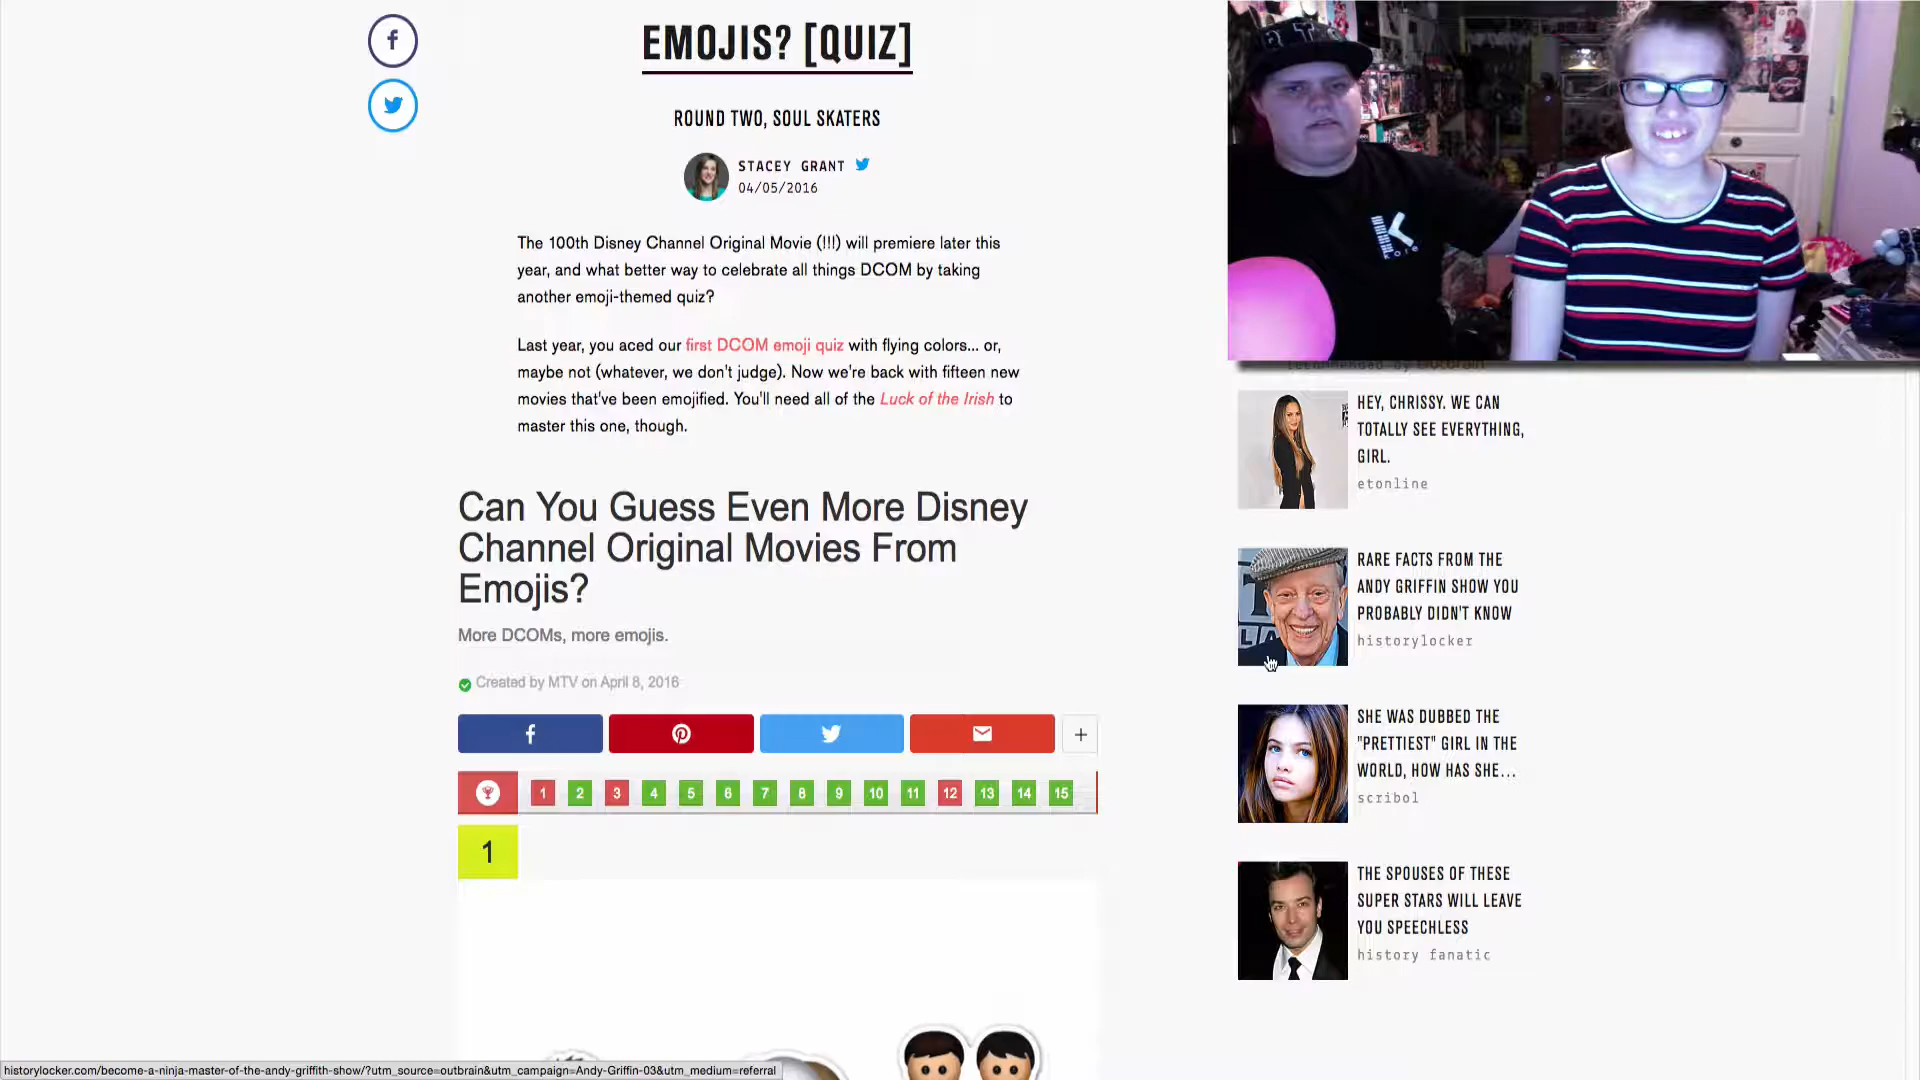 EMOJIS? [QUIZ]
ROUND TWO, SOUL SKATERS
STACEY GRANT
04/05/2016
The 100th Disney Channel Original Movie (!!!) will premiere later this
year, and what better way to celebrate all things DCOM by taking
another emoji-themed quiz?
Last year, you aced our first DCOM emoji quiz with flying colors... or,
maybe not (whatever, we don't judge). Now we're back with fifteen new
movies that've been emojified. You'll need all of the Luck of the Irish to
master this one, though.
Can You Guess Even More Disney
Channel Original Movies From
Emojis?
More DCOMs, more emojis.
Created by MTV on April 8, 2016
+
1 2 3 4 5 6 7 8 9 10 11 12 13 14 15
1
HEY, CHRISSY. WE CAN
TOTALLY SEE EVERYTHING,
GIRL.
etonline
RARE FACTS FROM THE
ANDY GRIFFIN SHOW YOU
PROBABLY DIDN'T KNOW
historylocker
SHE WAS DUBBED THE
"PRETTIEST" GIRL IN THE
WORLD, HOW HAS SHE...
scribol
THE SPOUSES OF THESE
SUPER STARS WILL LEAVE
YOU SPEECHLESS
history fanatic
K
kore
historylocker.com/become-a-ninja-master-of-the-andy-griffith-show/?utm_source=outbrain&utm_campaign=Andy-Griffin-03&utm_medium=referral